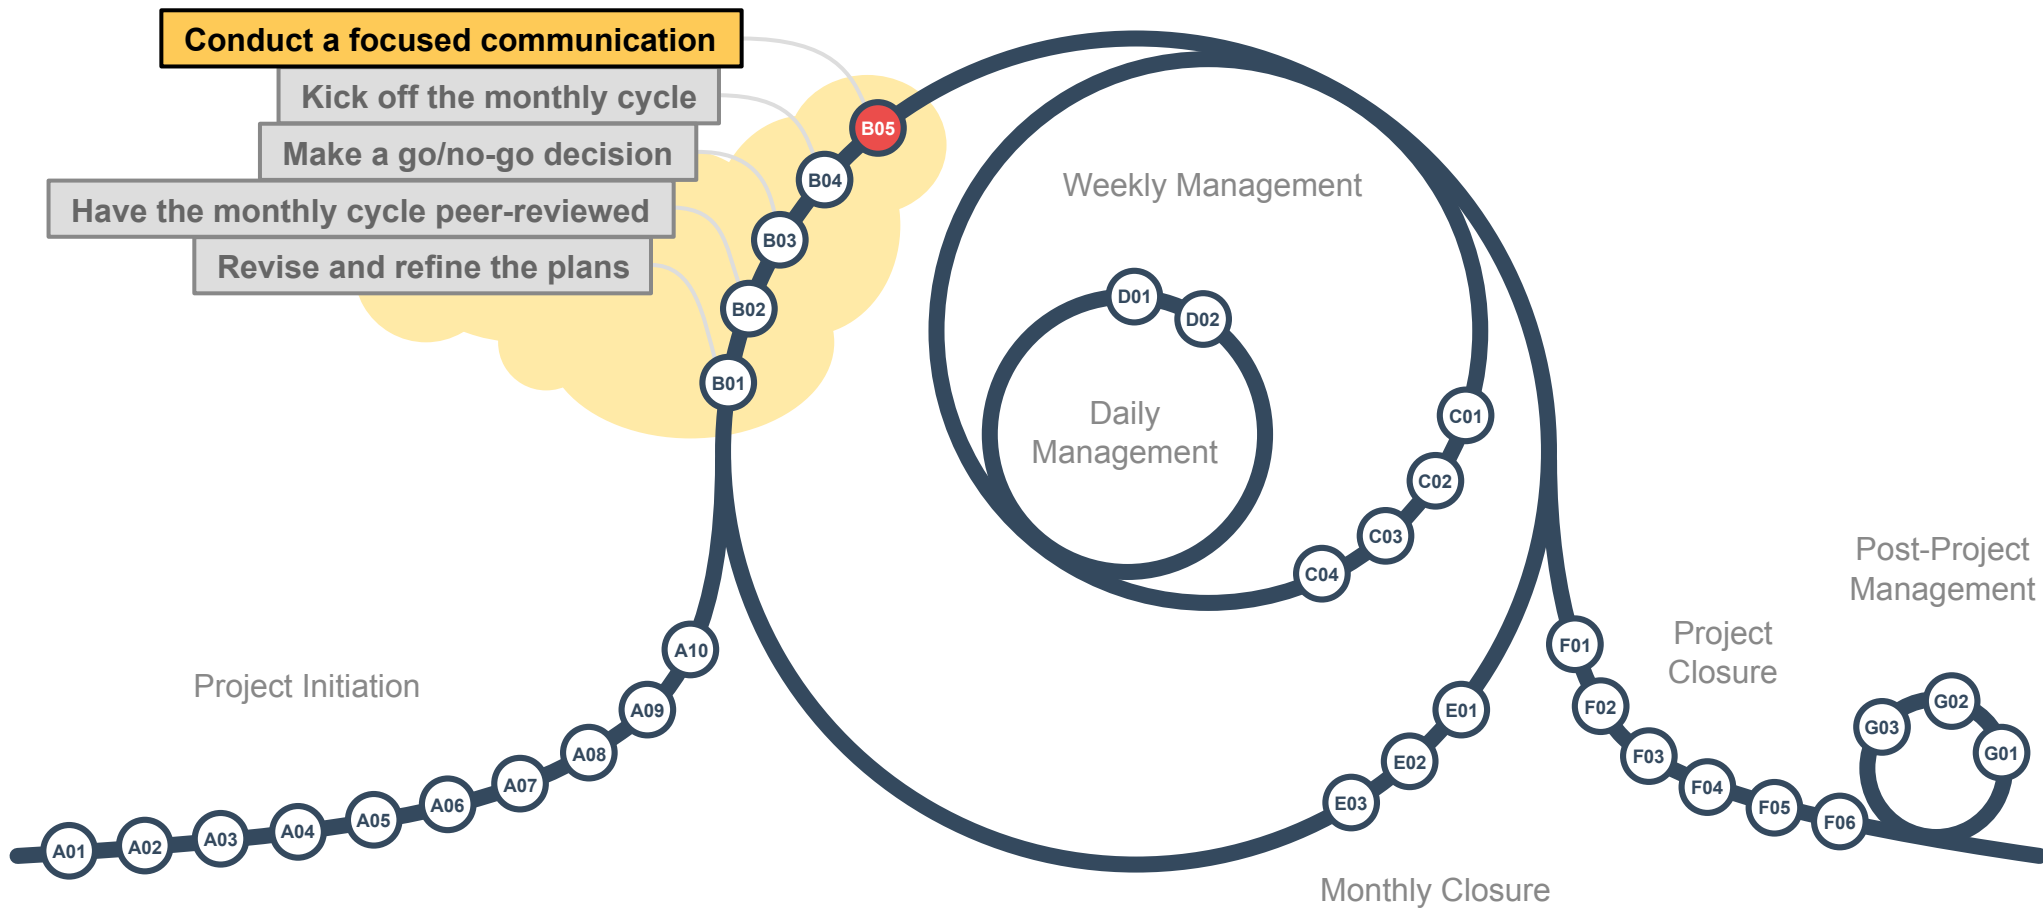 Conduct a focused communication
Kick off the monthly cycle
Make a go/no-go decision
Have the monthly cycle peer-reviewed
Revise and refine the plans
B05
B04
B03
B02
B01
Weekly Management
D01
D02
Daily
Management
C01
C02
C03
C04
Project Initiation
A01
A02
A03
A04
A05
A06
A07
A08
A09
A10
E01
E02
E03
Monthly Closure
Project
Closure
F01
F02
F03
F04
F05
F06
Post-Project
Management
G03
G02
G01